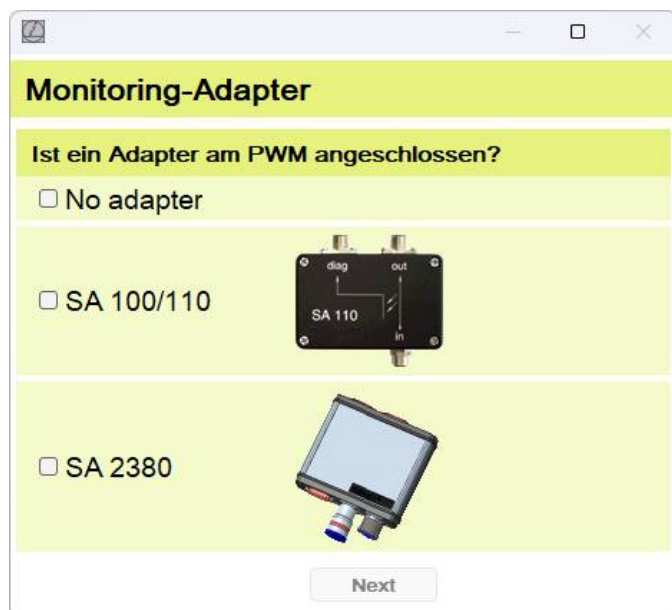 Monitoring-Adapter
Ist ein Adapter am PWM angeschlossen?
No adapter
SA 100/110
diag out
SA 110
in
SA 2380
Next